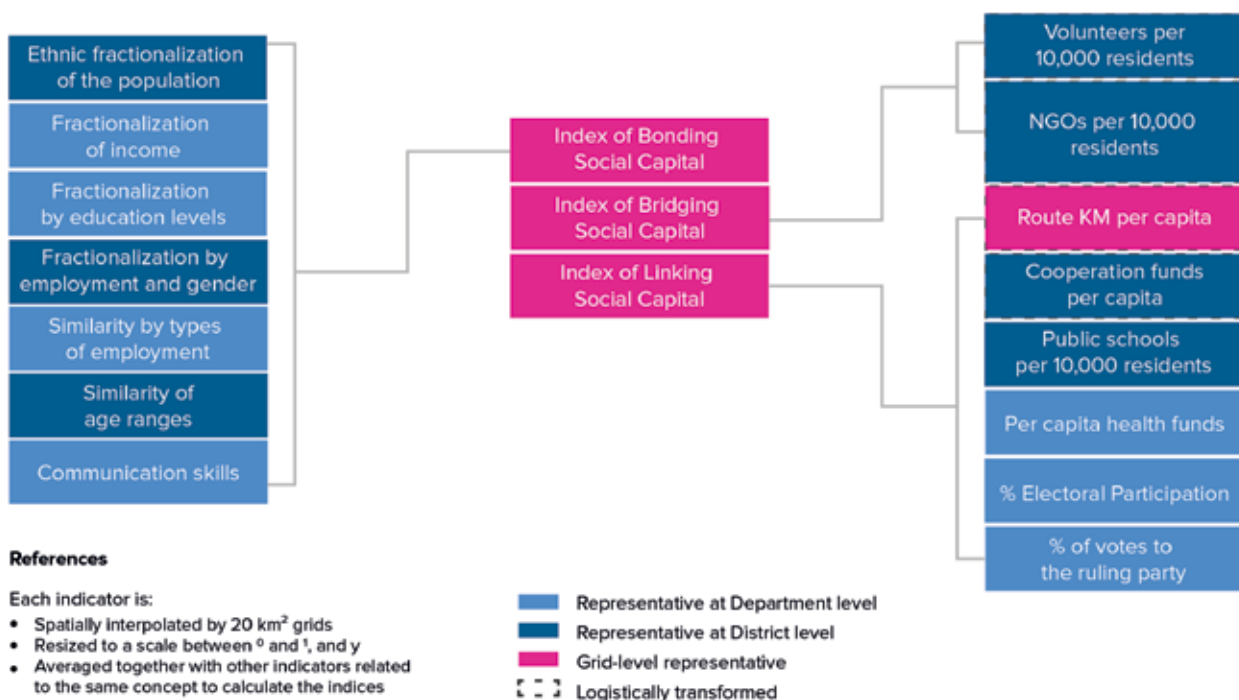 Ethnic fractionalization
of the population
Fractionalization
of income
Fractionalization
by education levels
Fractionalization by
employment and gender
Similarity by types
of employment
Similarity of
age ranges
Communication skills
Index of Bonding
Social Capital
Index of Bridging
Social Capital
Index of Linking
Social Capital
Volunteers per
10,000 residents
NGOs per 10,000
residents
Route KM per capita
Cooperation funds
per capita
Public schools
per 10,000 residents
Per capita health funds
% Electoral Participation
% of votes to
the ruling party
References
Each indicator is:
• Spatially interpolated by 20 km² grids
• Resized to a scale between ⁰ and ¹, and y
• Averaged together with other indicators related
to the same concept to calculate the indices
Representative at Department level
Representative at District level
Grid-level representative
Logistically transformed